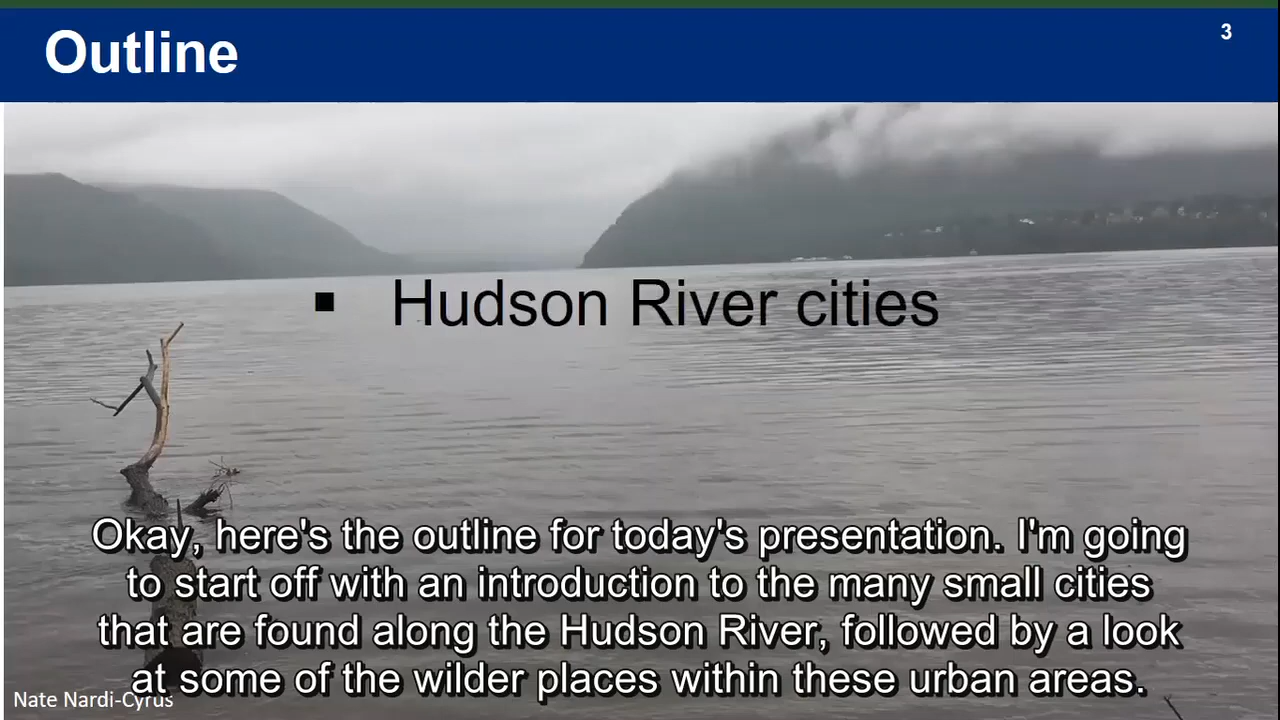 Outline
3
▪ Hudson River cities
Okay, here's the outline for today's presentation. I'm going
to start off with an introduction to the many small cities
that are found along the Hudson River, followed by a look
at some of the wilder places within these urban areas.
Nate Nardi-Cyrus